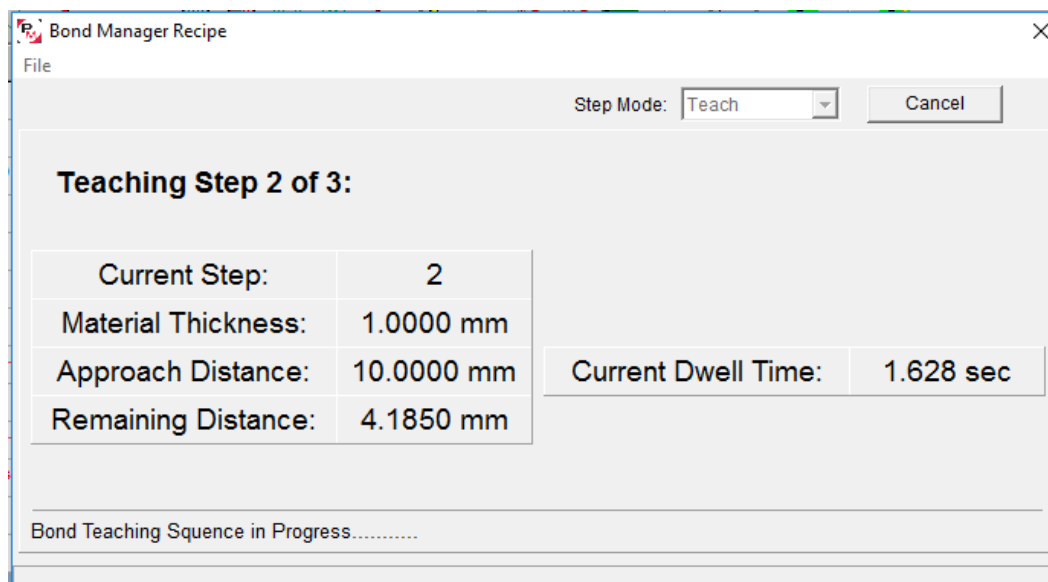 Bond Manager Recipe
File
Step Mode: Teach Cancel
Teaching Step 2 of 3:
Current Step: 2
Material Thickness: 1.0000 mm
Approach Distance: 10.0000 mm Current Dwell Time: 1.628 sec
Remaining Distance: 4.1850 mm
Bond Teaching Squence in Progress...........